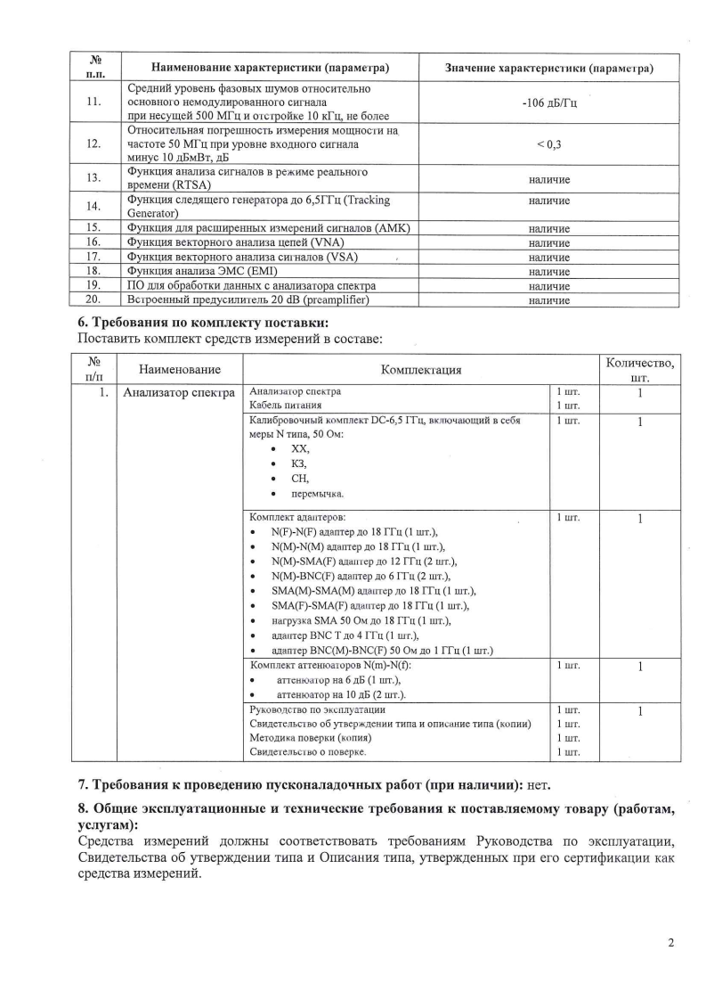 № п.п. Наименование характеристики (параметра) Значение характеристики (параметра)
11. Средний уровень фазовых шумов относительно
основного немодулированного сигнала
при несущей 500 МГц и отстройке 10 кГц, не более -106 дБ/Гц
12. Относительная погрешность измерения мощности на
частоте 50 МГц при уровне входного сигнала
минус 10 дБмВт, дБ < 0,3
13. Функция анализа сигналов в режиме реального
времени (RTSA) наличие
14. Функция следящего генератора до 6,5ГГц (Tracking
Generator) наличие
15. Функция для расширенных измерений сигналов (АМК) наличие
16. Функция векторного анализа цепей (VNA) наличие
17. Функция векторного анализа сигналов (VSA) наличие
18. Функция анализа ЭМС (EMI) наличие
19. ПО для обработки данных с анализатора спектра наличие
20. Встроенный предусилитель 20 dB (preamplifier) наличие
6. Требования по комплекту поставки:
Поставить комплект средств измерений в составе:
№ п/п Наименование Комплектация Количество, шт.
1. Анализатор спектра Анализатор спектра 1 шт. 1
Кабель питания 1 шт.
Калибровочный комплект DC-6,5 ГГц, включающий в себя 1 шт. 1
меры N типа, 50 Ом:
• ХХ,
• КЗ,
• СН,
• перемычка.
Комплект адаптеров: 1 шт. 1
• N(F)-N(F) адаптер до 18 ГГц (1 шт.),
• N(M)-N(M) адаптер до 18 ГГц (1 шт.),
• N(M)-SMA(F) адаптер до 12 ГГц (2 шт.),
• N(M)-BNC(F) адаптер до 6 ГГц (2 шт.),
• SMA(M)-SMA(M) адаптер до 18 ГГц (1 шт.),
• SMA(F)-SMA(F) адаптер до 18 ГГц (1 шт.),
• нагрузка SMA 50 Ом до 18 ГГц (1 шт.),
• адаптер BNC T до 4 ГГц (1 шт.),
• адаптер BNC(M)-BNC(F) 50 Ом до 1 ГГц (1 шт.)
Комплект аттенюаторов N(m)-N(f): 1 шт. 1
• аттенюатор на 6 дБ (1 шт.),
• аттенюатор на 10 дБ (2 шт.).
Руководство по эксплуатации 1 шт. 1
Свидетельство об утверждении типа и описание типа (копии) 1 шт.
Методика поверки (копия) 1 шт.
Свидетельство о поверке. 1 шт.
7. Требования к проведению пусконаладочных работ (при наличии): нет.
8. Общие эксплуатационные и технические требования к поставляемому товару (работам,
услугам):
Средства измерений должны соответствовать требованиям Руководства по эксплуатации,
Свидетельства об утверждении типа и Описания типа, утвержденных при его сертификации как
средства измерений.
2